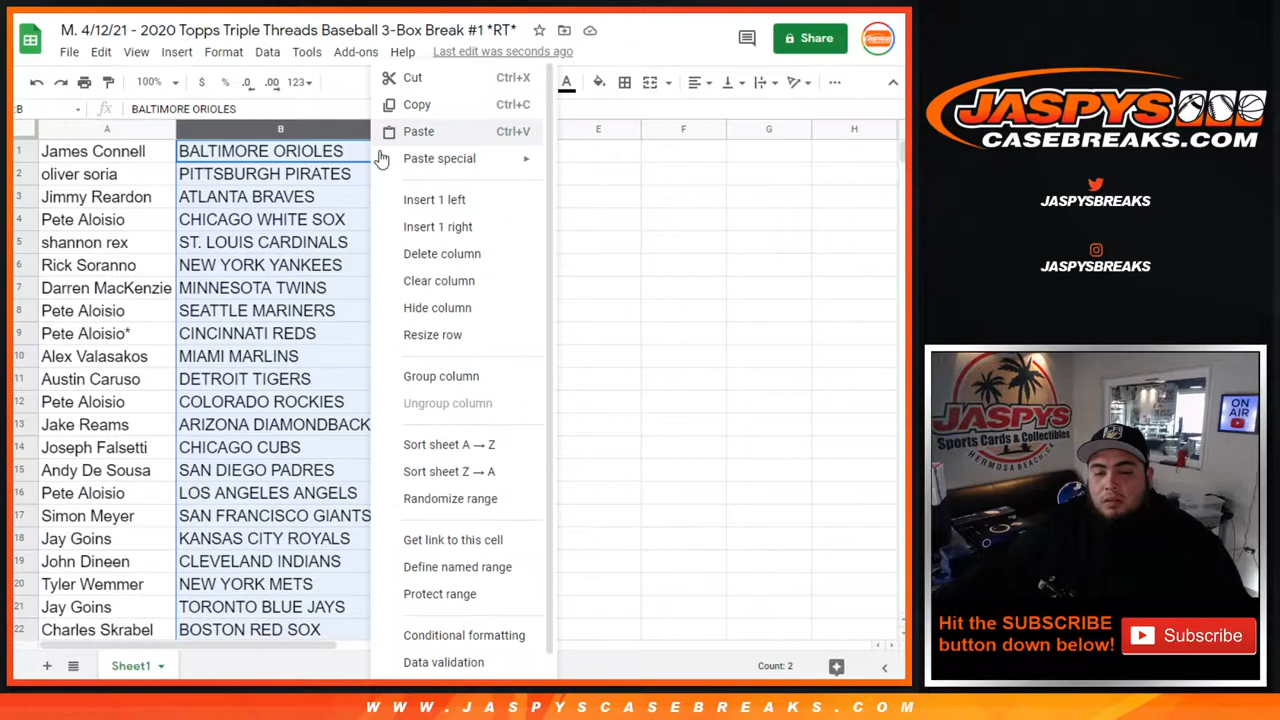 M. 4/12/21 - 2020 Topps Triple Threads Baseball 3-Box Break #1 *RT*
File Edit View Insert Format Data Tools Add-ons Help Last edit was seconds ago
Share
100% $ % .0 .00 123 A
:B fx BALTIMORE ORIOLES
A B E F G H
1 James Connell BALTIMORE ORIOLES
2 oliver soria PITTSBURGH PIRATES
3 Jimmy Reardon ATLANTA BRAVES
4 Pete Aloisio CHICAGO WHITE SOX
5 shannon rex ST. LOUIS CARDINALS
6 Rick Soranno NEW YORK YANKEES
7 Darren MacKenzie MINNESOTA TWINS
8 Pete Aloisio SEATTLE MARINERS
9 Pete Aloisio* CINCINNATI REDS
10 Alex Valasakos MIAMI MARLINS
11 Austin Caruso DETROIT TIGERS
12 Pete Aloisio COLORADO ROCKIES
13 Jake Reams ARIZONA DIAMONDBACK
14 Joseph Falsetti CHICAGO CUBS
15 Andy De Sousa SAN DIEGO PADRES
16 Pete Aloisio LOS ANGELES ANGELS
17 Simon Meyer SAN FRANCISCO GIANTS
18 Jay Goins KANSAS CITY ROYALS
19 John Dineen CLEVELAND INDIANS
20 Tyler Wemmer NEW YORK METS
21 Jay Goins TORONTO BLUE JAYS
22 Charles Skrabel BOSTON RED SOX
Sheet1
Count: 2
Cut Ctrl+X
Copy Ctrl+C
Paste Ctrl+V
Paste special
Insert 1 left
Insert 1 right
Delete column
Clear column
Hide column
Resize row
Group column
Ungroup column
Sort sheet A → Z
Sort sheet Z → A
Randomize range
Get link to this cell
Define named range
Protect range
Conditional formatting
Data validation
JASPYS
CASEBREAKS.COM
JASPYSBREAKS
JASPYSBREAKS
JASPYS
Sports Cards & Collectibles
HERMOSA BEACH, CA
ON
AIR
Hit the SUBSCRIBE
button down below!
Subscribe
WWW.JASPYSCASEBREAKS.COM